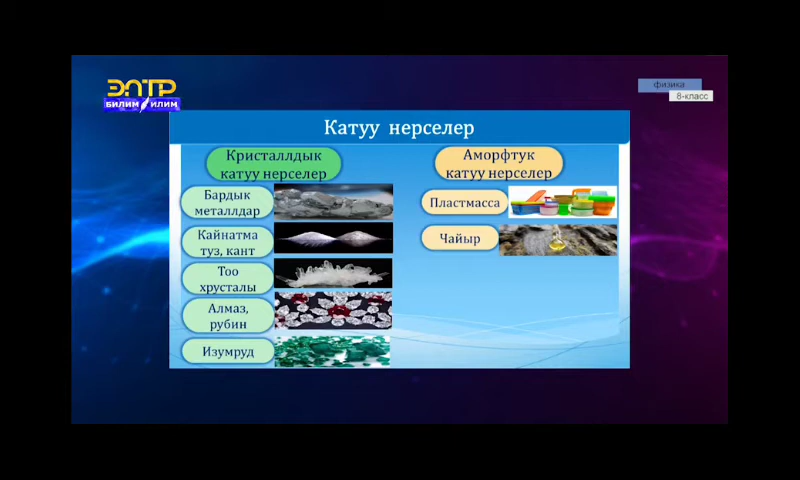 ЭЛТР
БИЛИМ ИЛИМ
физика
8-класс
Катуу нерселер
Кристаллдык
катуу нерселер
Аморфтук
катуу нерселер
Бардык
металлдар
Кайнатма
туз, кант
Тоо
хрусталы
Алмаз,
рубин
Изумруд
Пластмасса
Чайыр